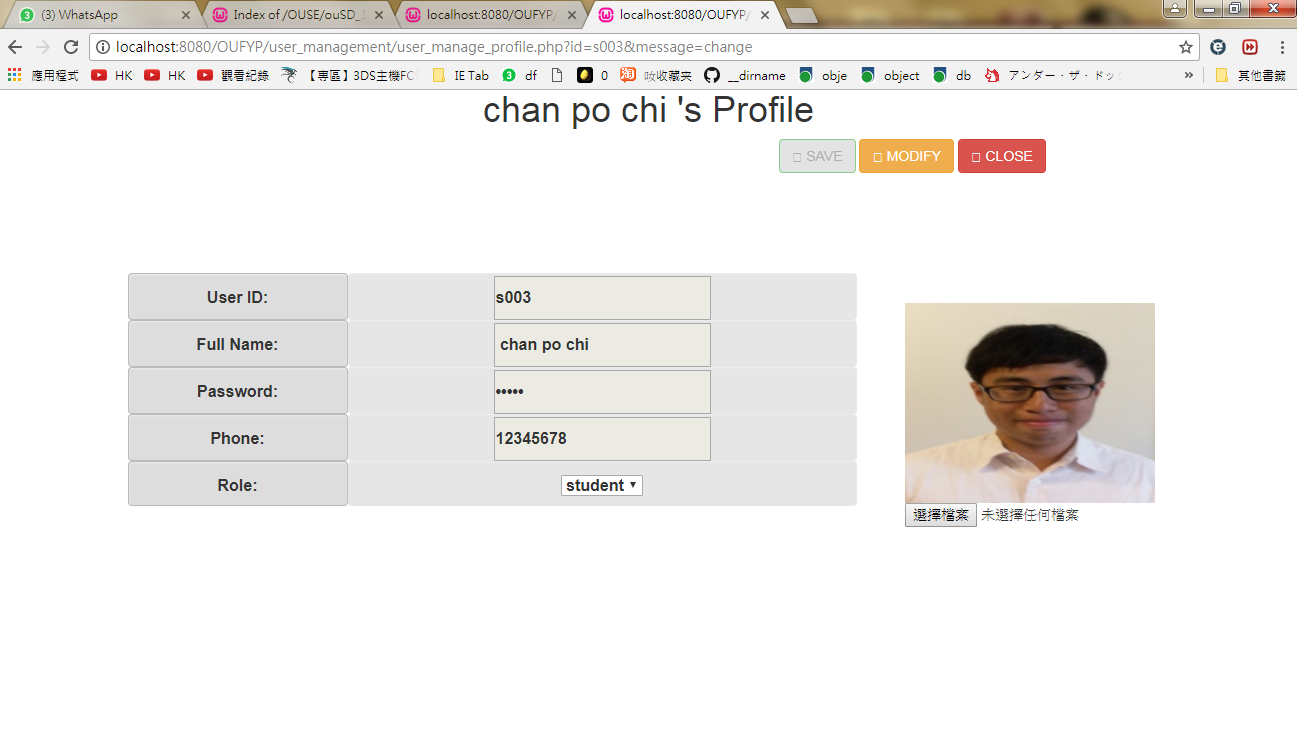 (3) WhatsApp
Index of /OUSE/ouSD_1
localhost:8080/OUFYP/
localhost:8080/OUFYP/
localhost:8080/OUFYP/user_management/user_manage_profile.php?id=s003&message=change
應用程式 HK HK 觀看紀錄 【專區】3DS主機FC IE Tab df 0 吺收藏夾 __dirname obje object db アンダー・ザ・ドッ » 其他書籤
chan po chi 's Profile
SAVE MODIFY CLOSE
User ID: s003
Full Name: chan po chi
Password: •••••
Phone: 12345678
Role: student
選擇檔案 未選擇任何檔案